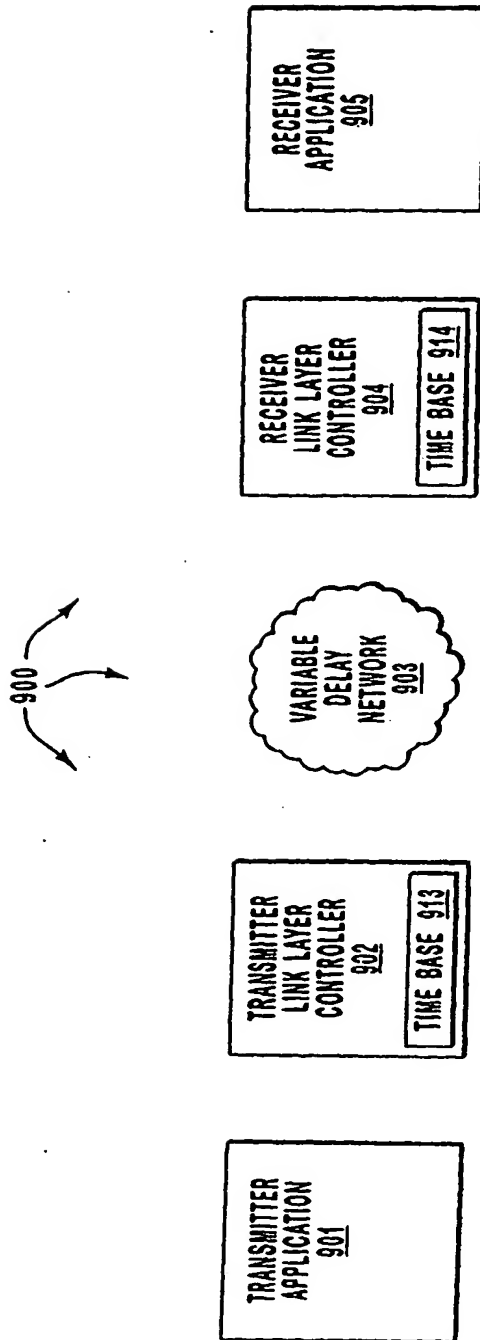 900
TRANSMITTER
APPLICATION
901
TRANSMITTER
LINK LAYER
CONTROLLER
902
TIME BASE 913
VARIABLE
DELAY
NETWORK
903
RECEIVER
LINK LAYER
CONTROLLER
904
TIME BASE 914
RECEIVER
APPLICATION
905